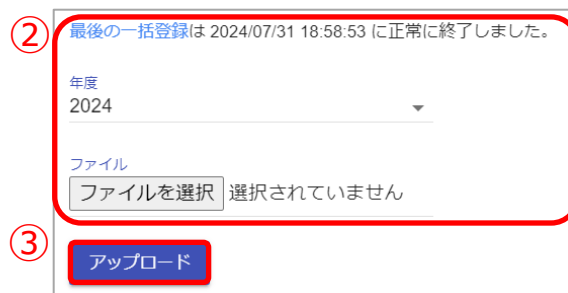 ②
最後の一括登録は 2024/07/31 18:58:53 に正常に終了しました。
年度
2024
ファイル
ファイルを選択 選択されていません
③
アップロード